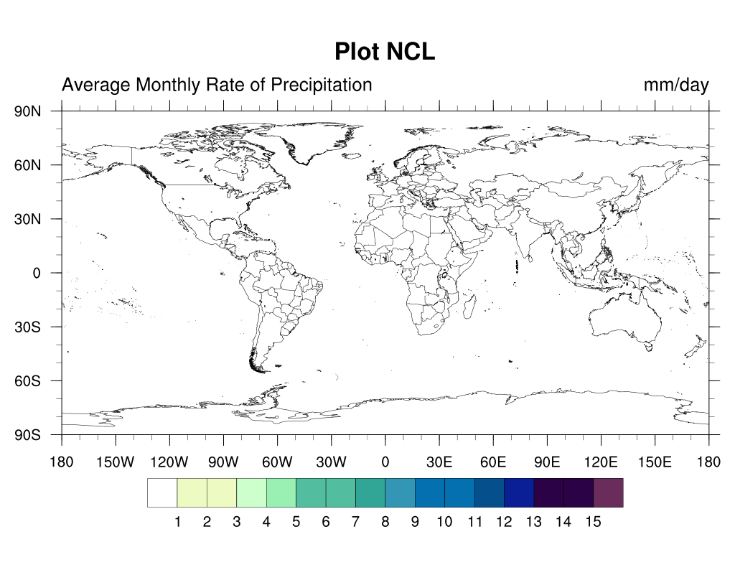 Plot NCL
Average Monthly Rate of Precipitation mm/day
90N
60N
30N
0
30S
60S
90S
180 150W 120W 90W 60W 30W 0 30E 60E 90E 120E 150E 180
1 2 3 4 5 6 7 8 9 10 11 12 13 14 15